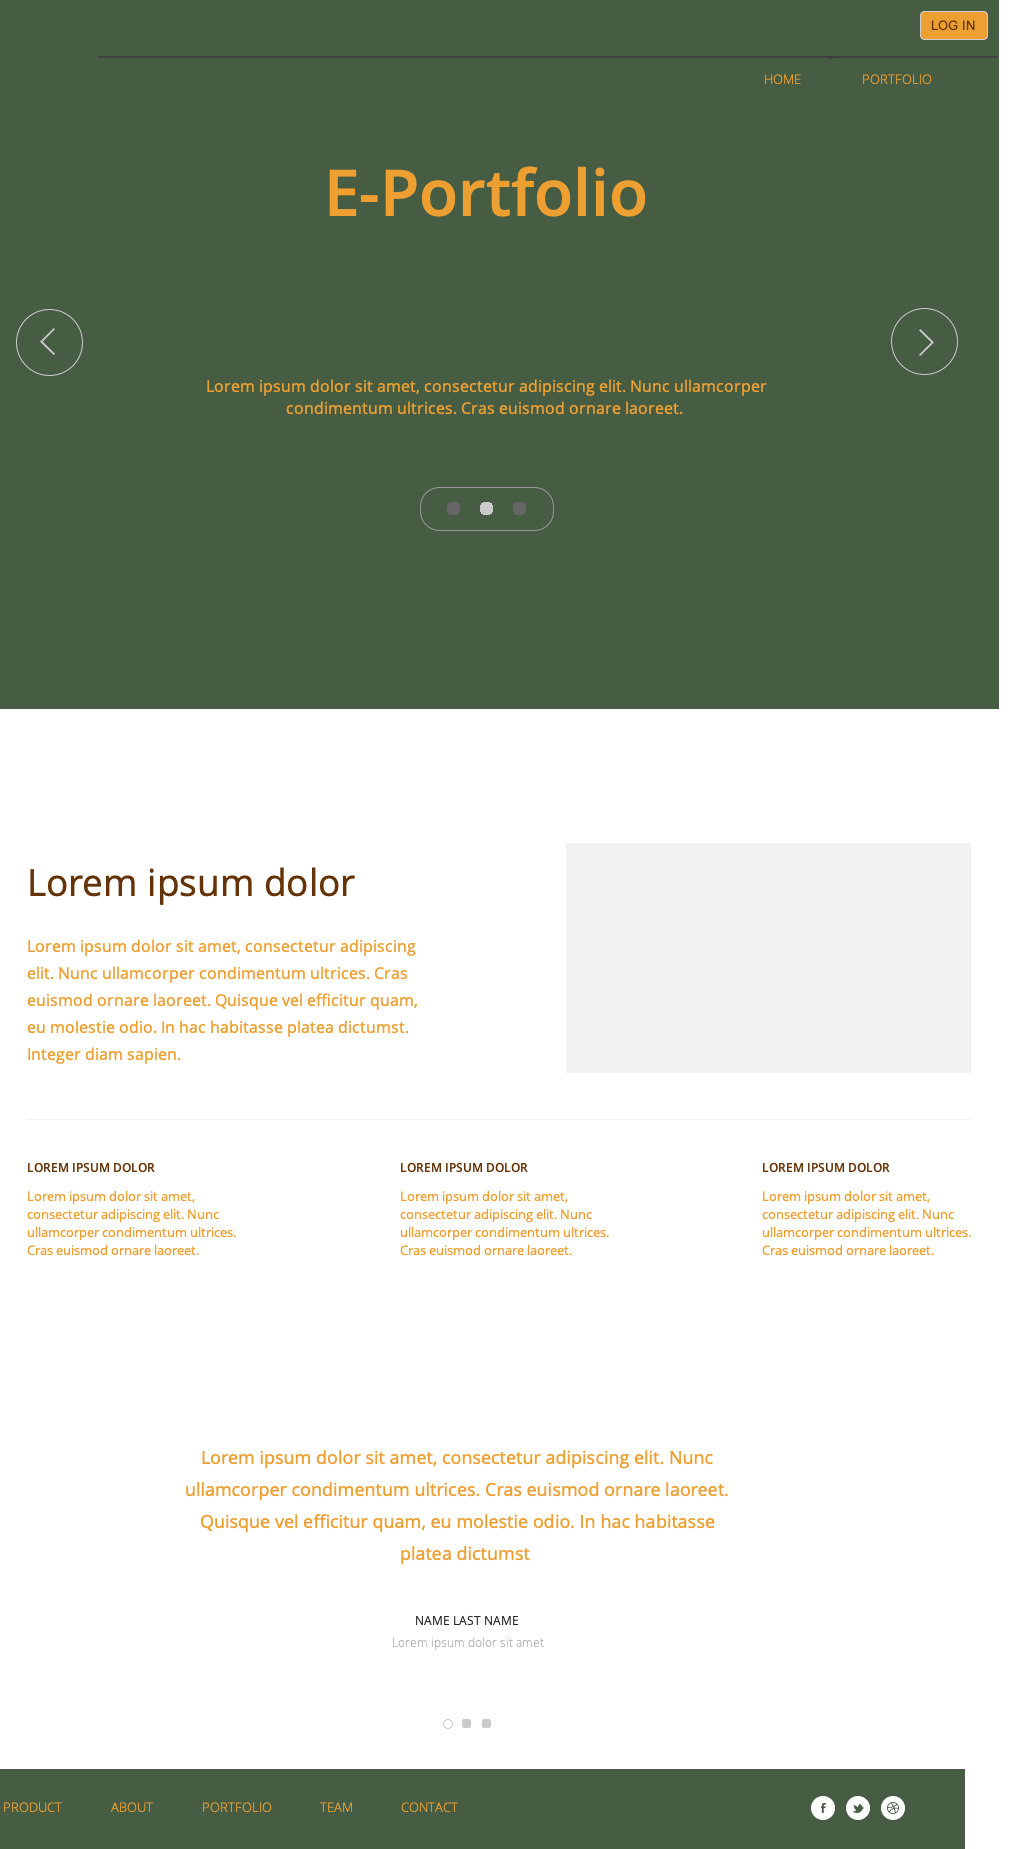 LOG IN
HOME PORTFOLIO
E-Portfolio
Lorem ipsum dolor sit amet, consectetur adipiscing elit. Nunc ullamcorper
condimentum ultrices. Cras euismod ornare laoreet.
Lorem ipsum dolor
Lorem ipsum dolor sit amet, consectetur adipiscing
elit. Nunc ullamcorper condimentum ultrices. Cras
euismod ornare laoreet. Quisque vel efficitur quam,
eu molestie odio. In hac habitasse platea dictumst.
Integer diam sapien.
LOREM IPSUM DOLOR
Lorem ipsum dolor sit amet,
consectetur adipiscing elit. Nunc
ullamcorper condimentum ultrices.
Cras euismod ornare laoreet.
LOREM IPSUM DOLOR
Lorem ipsum dolor sit amet,
consectetur adipiscing elit. Nunc
ullamcorper condimentum ultrices.
Cras euismod ornare laoreet.
LOREM IPSUM DOLOR
Lorem ipsum dolor sit amet,
consectetur adipiscing elit. Nunc
ullamcorper condimentum ultrices.
Cras euismod ornare laoreet.
Lorem ipsum dolor sit amet, consectetur adipiscing elit. Nunc
ullamcorper condimentum ultrices. Cras euismod ornare laoreet.
Quisque vel efficitur quam, eu molestie odio. In hac habitasse
platea dictumst
NAME LAST NAME
Lorem ipsum dolor sit amet
PRODUCT ABOUT PORTFOLIO TEAM CONTACT